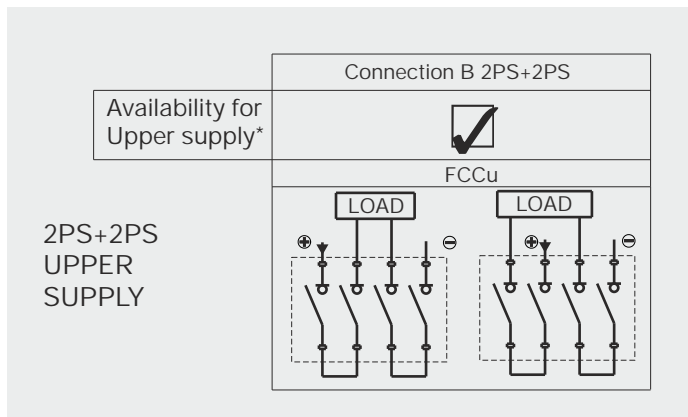 Connection B 2PS+2PS
Availability for
Upper supply*
FCCu
LOAD
LOAD
2PS+2PS
UPPER
SUPPLY
⊕
⊖
⊕
⊖